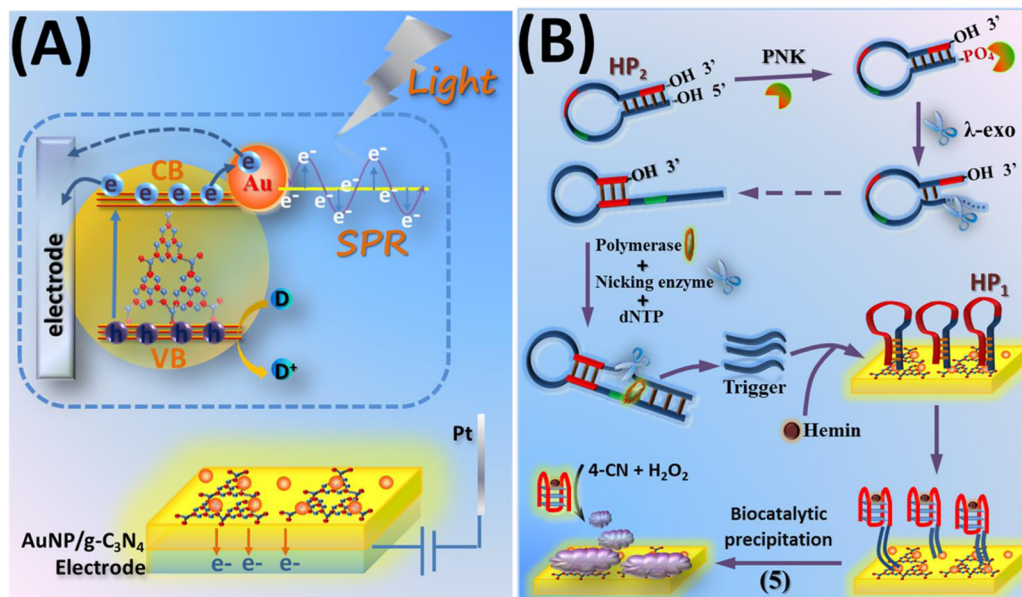 (A)
Light
e
CB
e e e e
Au
e- e- e- e- e- e- e-
SPR
electrode
h h h h
VB
D
D⁺
Pt
AuNP/g-C₃N₄
Electrode
e- e- e-
(B)
HP₂
-OH 3’
-OH 5’
PNK
-OH 3’
-PO₄
λ-exo
-OH 3’
-OH 3’
Polymerase
+
Nicking enzyme
+
dNTP
Trigger
Hemin
HP₁
4-CN + H₂O₂
Biocatalytic
precipitation
(5)